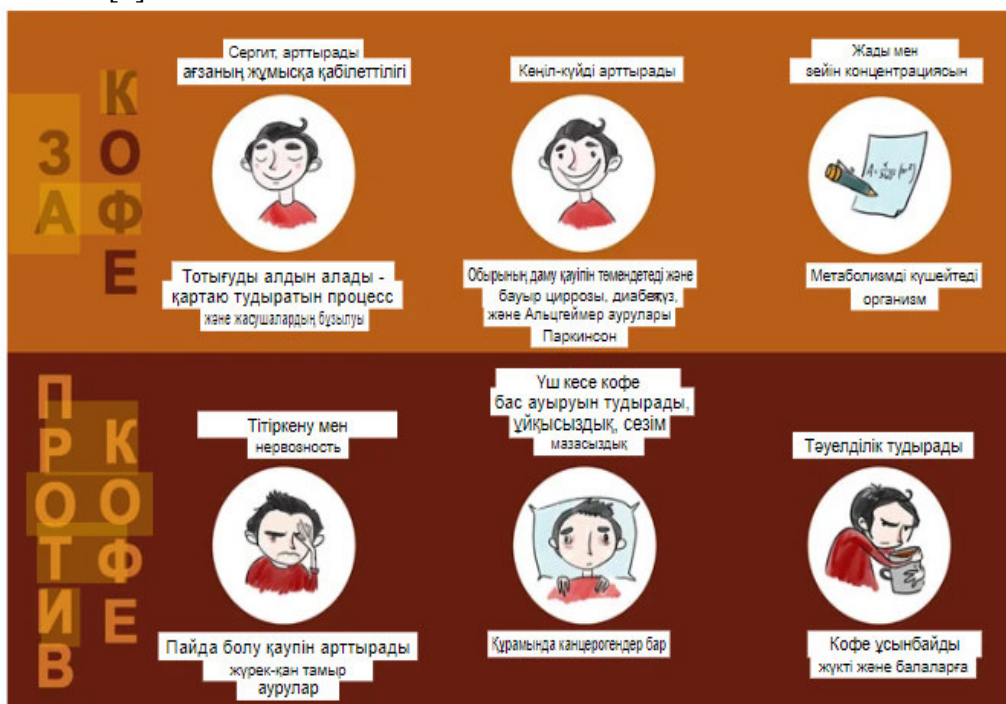 ЗА
КОФЕ
Сергит, арттырады
ағзаның жұмысқа қабілеттілігі
Көңіл-күйді арттырады
Жады мен
зейін концентрациясын
Тотығуды алдын алады -
қартаю тудыратын процесс
және жасушалардың бұзылуы
Обырының даму қаупін төмендетеді және
бауыр циррозы, диабетсүз,
және Альцгеймер аурулары
Паркинсон
Метаболизмді күшейтеді
организм
ПРОТИВ
КОФЕ
Тітіркену мен
нервозность
Үш кесе кофе
бас ауыруын тудырады,
ұйқысыздық, сезім
мазасыздық
Тәуелділік тудырады
Пайда болу қаупін арттырады
жүрек-қан тамыр
аурулар
Құрамында канцерогендер бар
Кофе ұсынбайды
жүкті және балаларға